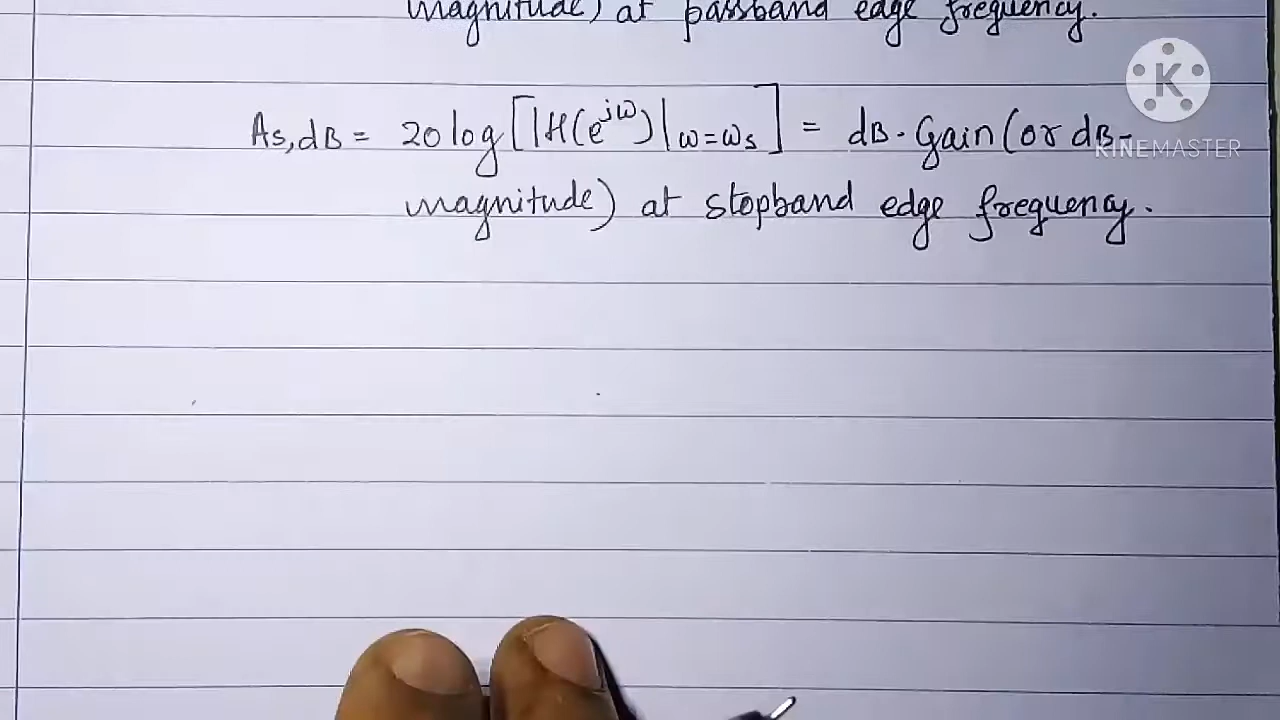 magnitude) at passband edge frequency.
As,dB = 20 log [|H(e^jω)|ω=ωs] = dB-Gain (or dB-
magnitude) at stopband edge frequency.
K
KINEMASTER